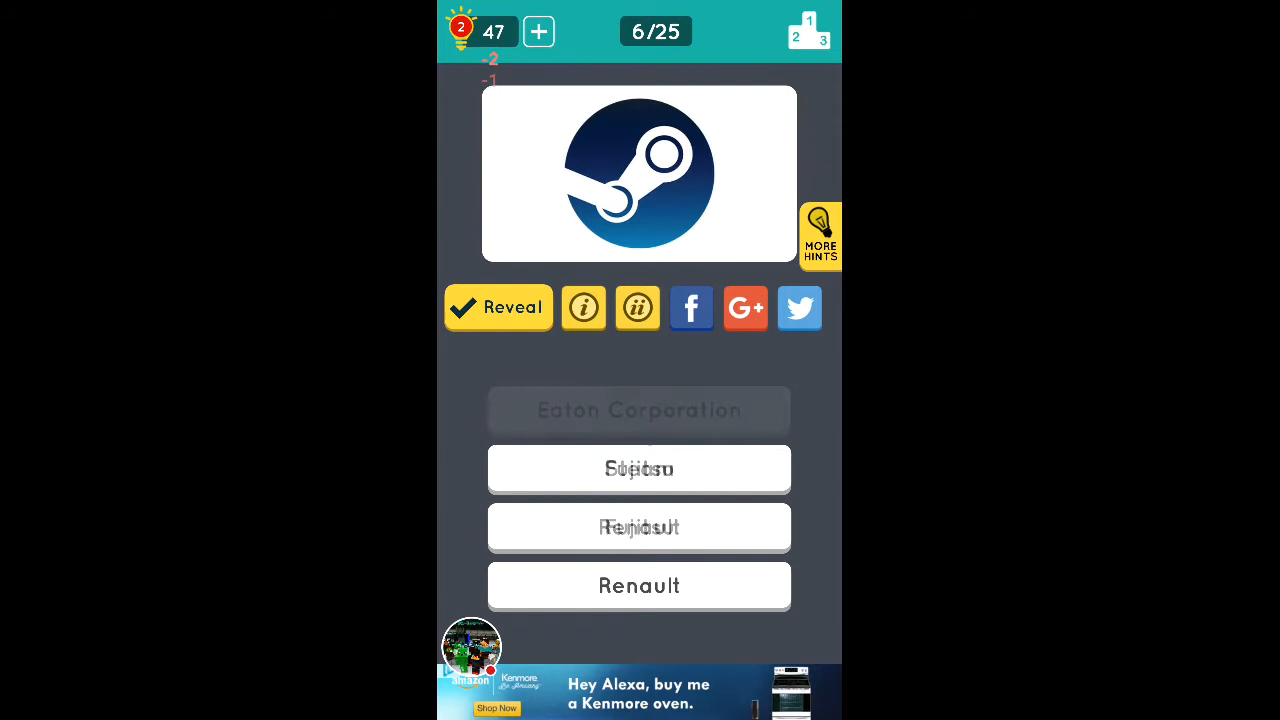 2
47
+
6/25
1
2
3
-2
-1
MORE
HINTS
Reveal
i
ii
f
G+
Eaton Corporation
Renault
amazon
Kenmore
Hey Alexa, buy me
a Kenmore oven.
Shop Now